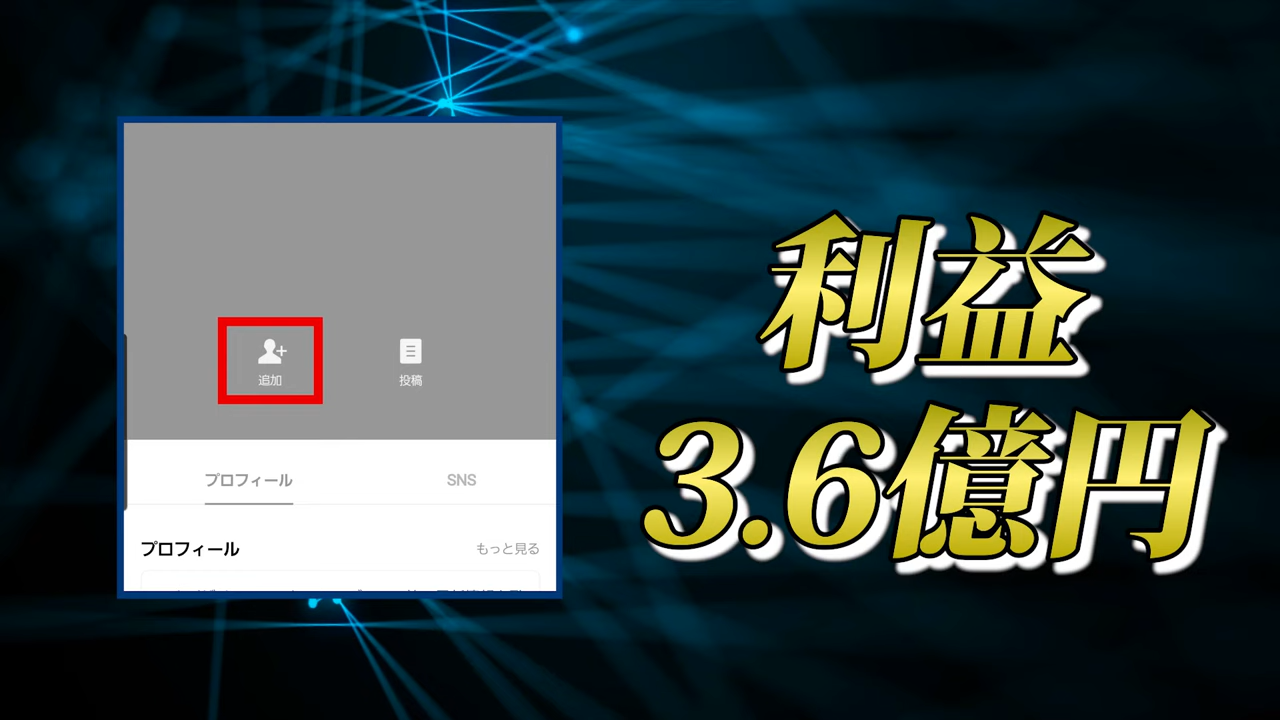 追加
投稿
プロフィール
SNS
プロフィール
もっと見る
利益
3.6億円